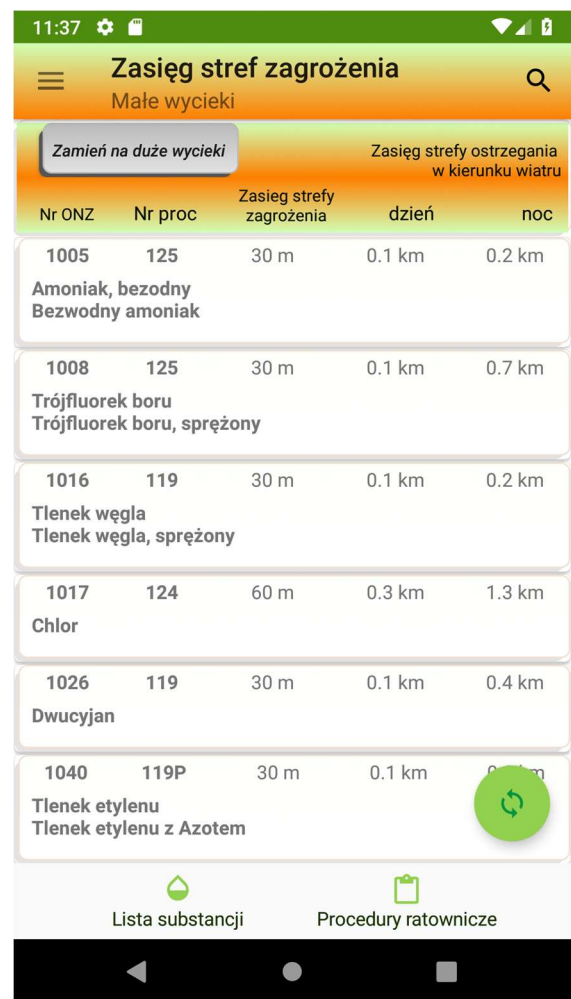 11:37
Zasięg stref zagrożenia
Małe wycieki
Zamień na duże wycieki
Zasięg strefy ostrzegania
w kierunku wiatru
Nr ONZ Nr proc Zasieg strefy zagrożenia dzień noc
1005 125 30 m 0.1 km 0.2 km
Amoniak, bezodny
Bezwodny amoniak
1008 125 30 m 0.1 km 0.7 km
Trójfluorek boru
Trójfluorek boru, sprężony
1016 119 30 m 0.1 km 0.2 km
Tlenek węgla
Tlenek węgla, sprężony
1017 124 60 m 0.3 km 1.3 km
Chlor
1026 119 30 m 0.1 km 0.4 km
Dwucyjan
1040 119P 30 m 0.1 km
Tlenek etylenu
Tlenek etylenu z Azotem
Lista substancji Procedury ratownicze